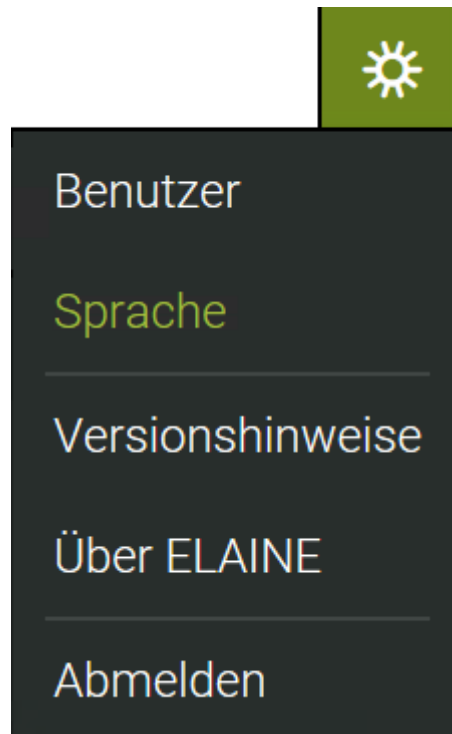 Benutzer
Sprache
Versionshinweise
Über ELAINE
Abmelden